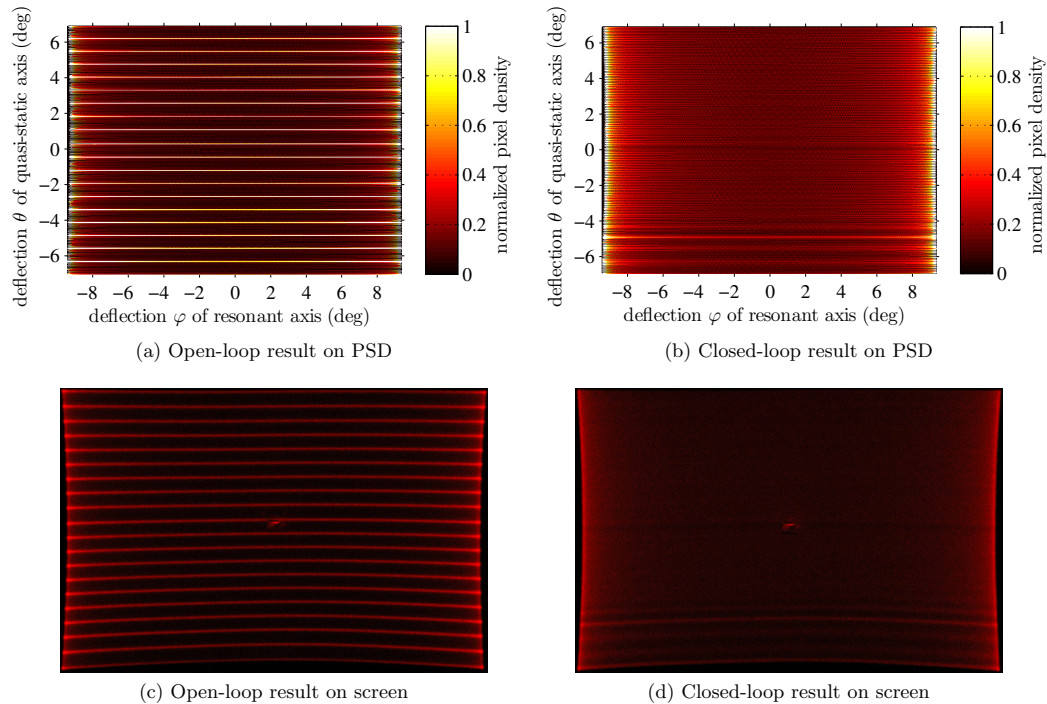 deflection θ of quasi-static axis (deg)
6
4
2
0
−2
−4
−6
−8 −6 −4 −2 0 2 4 6 8
deflection φ of resonant axis (deg)
1
0.8
0.6
0.4
0.2
0
normalized pixel density
(a) Open-loop result on PSD
deflection θ of quasi-static axis (deg)
6
4
2
0
−2
−4
−6
−8 −6 −4 −2 0 2 4 6 8
deflection φ of resonant axis (deg)
1
0.8
0.6
0.4
0.2
0
normalized pixel density
(b) Closed-loop result on PSD
(c) Open-loop result on screen
(d) Closed-loop result on screen